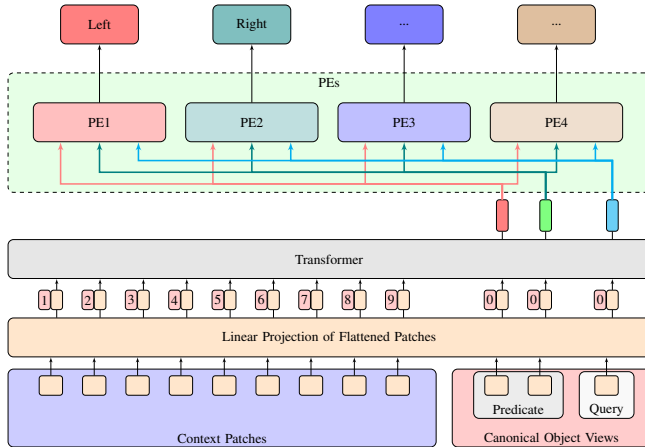 Left Right ... ...
PEs
PE1 PE2 PE3 PE4
Transformer
1 2 3 4 5 6 7 8 9 0 0 0
Linear Projection of Flattened Patches
Predicate Query
Context Patches Canonical Object Views